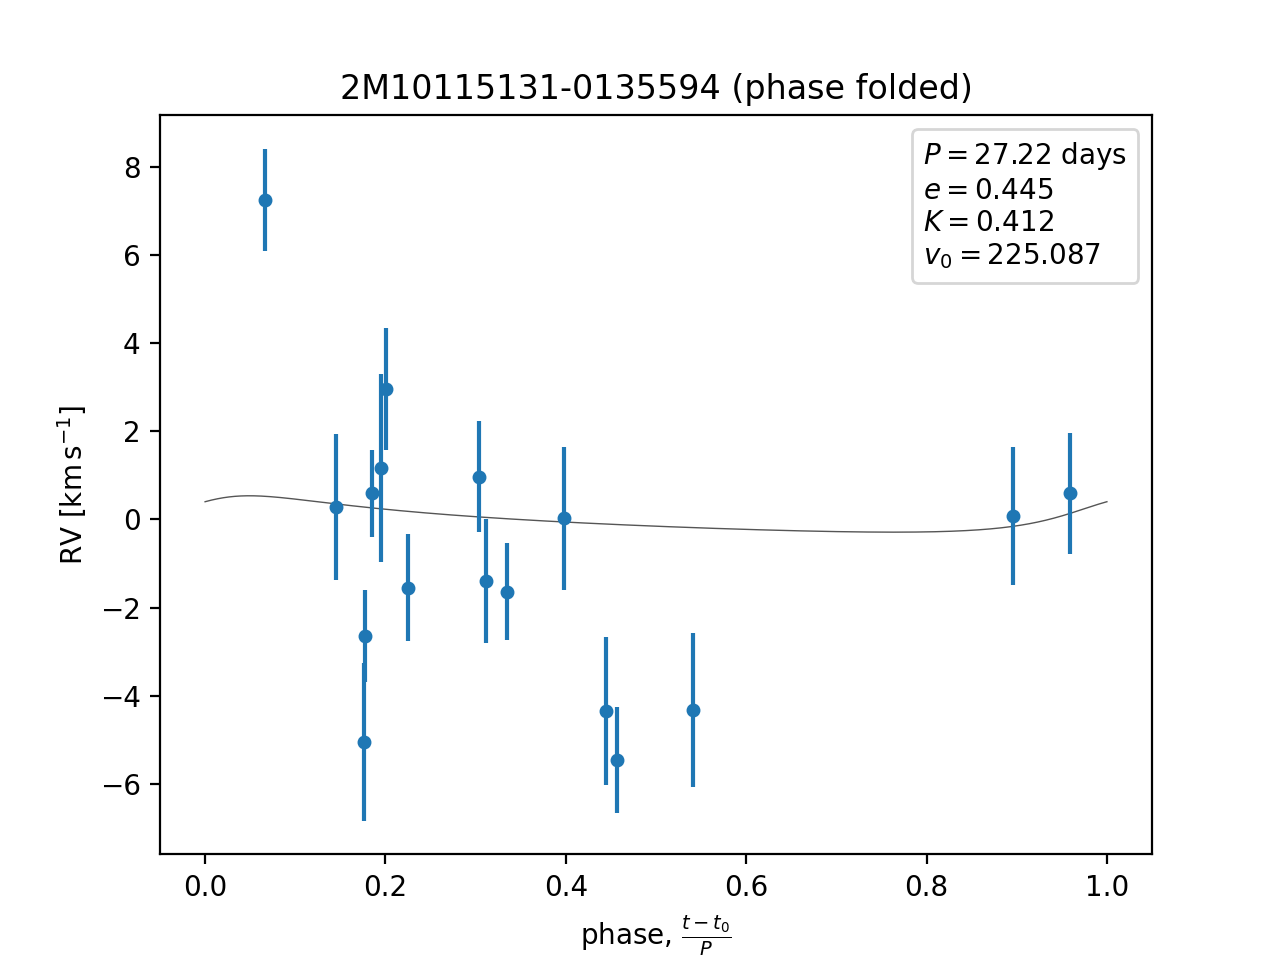 2M10115131-0135594 (phase folded)
P = 27.22 days
e = 0.445
K = 0.412
v₀ = 225.087
8
6
4
2
0
−2
−4
−6
RV [km s⁻¹]
0.0 0.2 0.4 0.6 0.8 1.0
phase, (t − t₀)/P